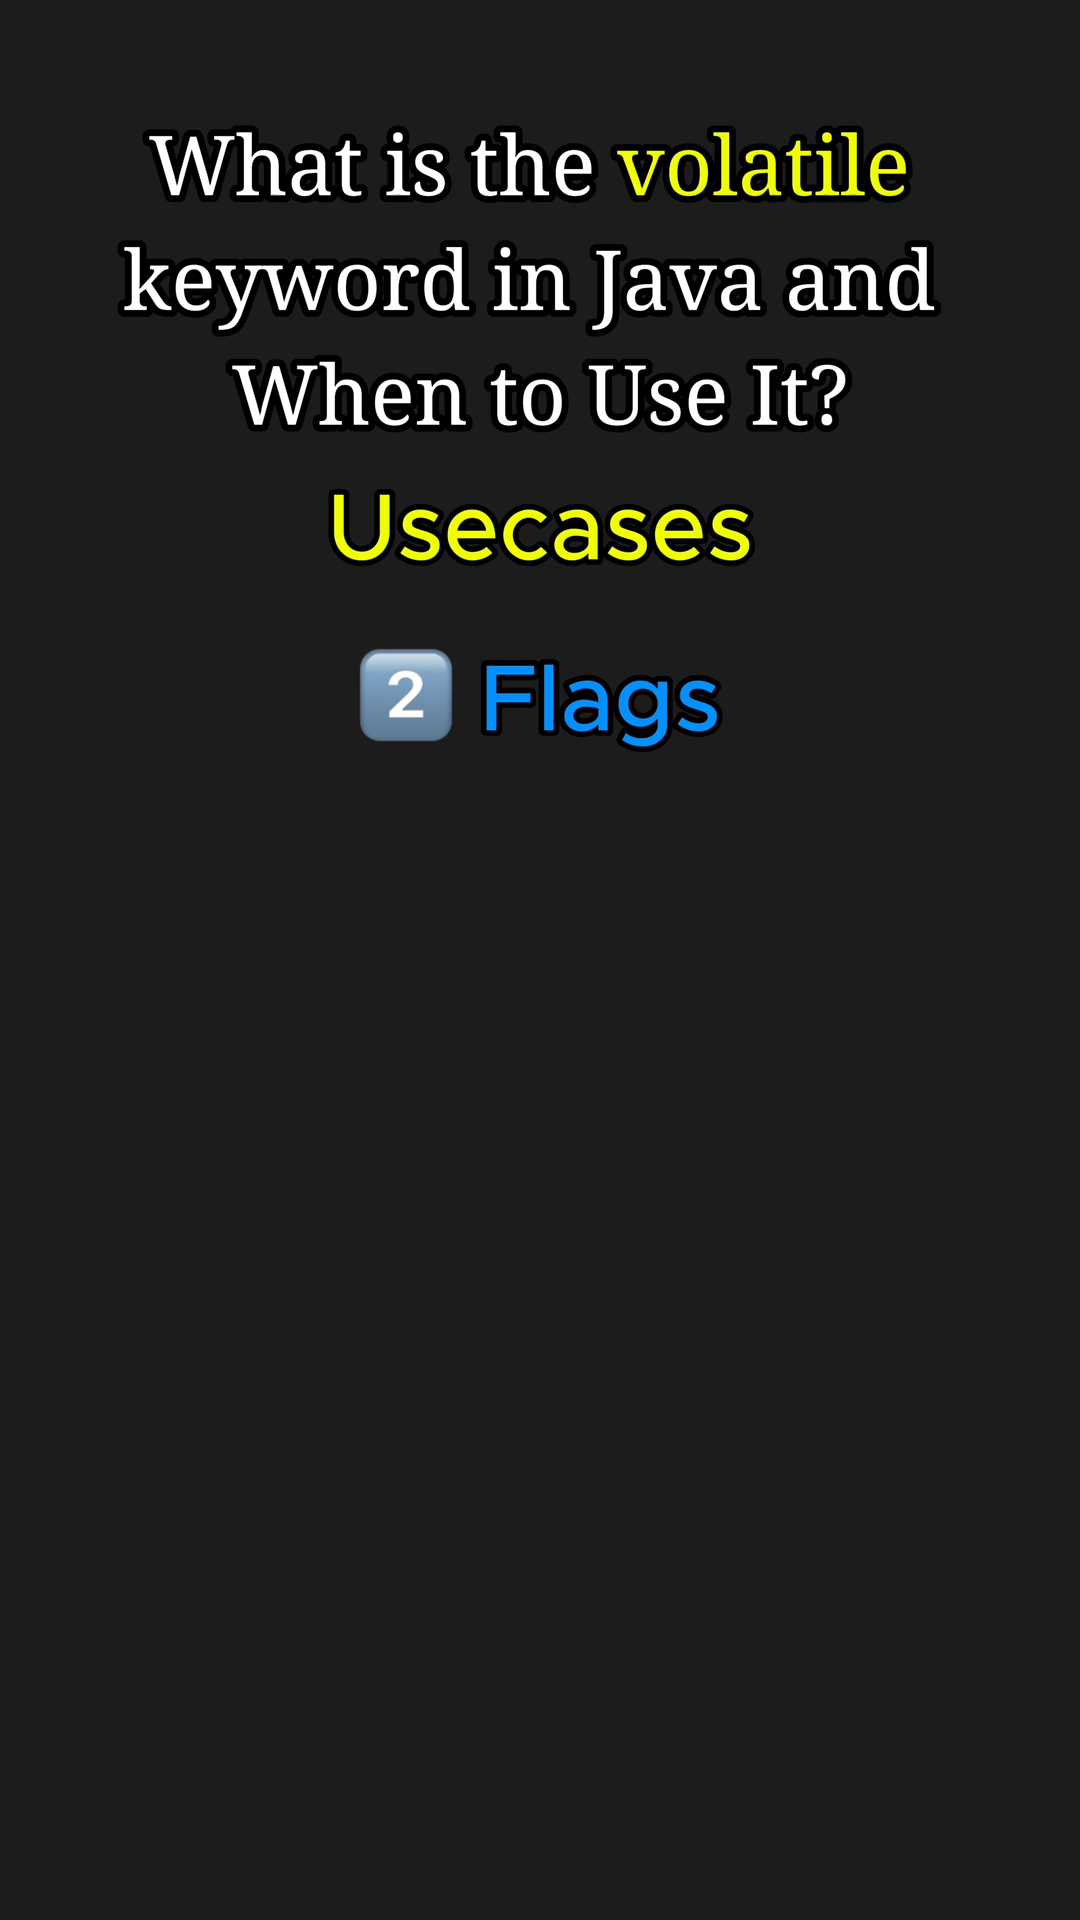 What is the volatile
keyword in Java and
When to Use It?
Usecases
2️⃣ Flags